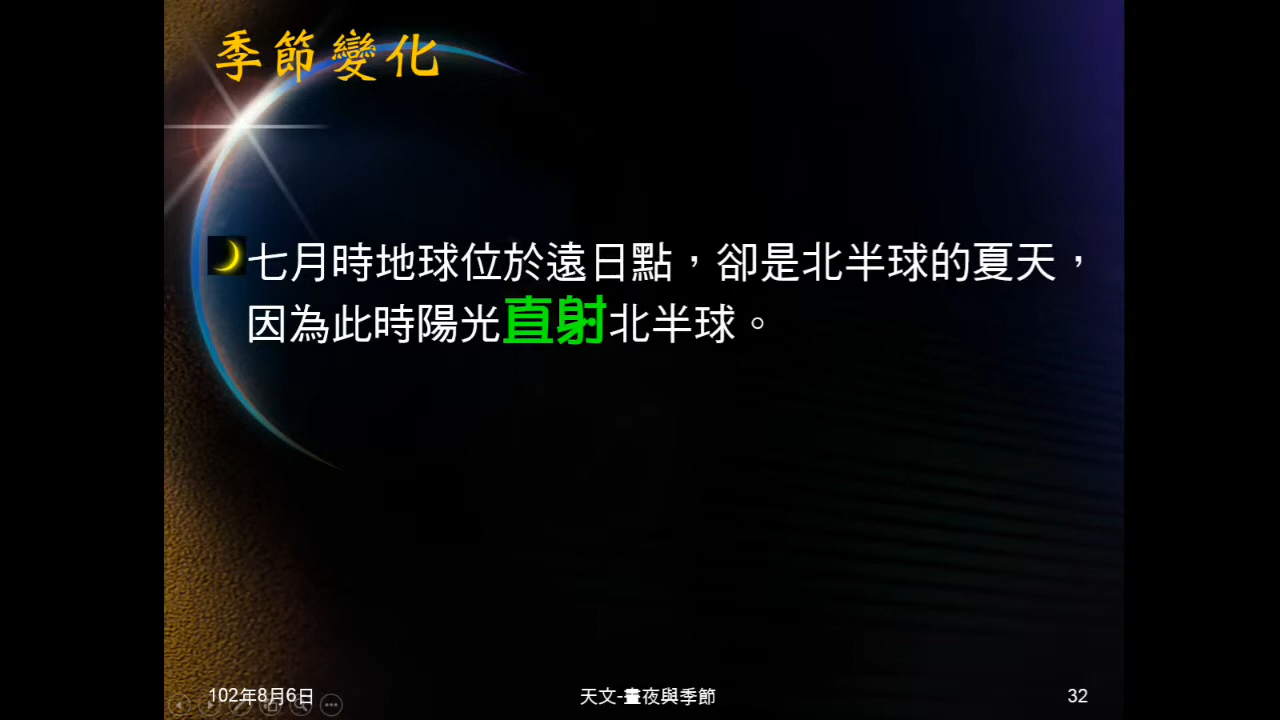 季節變化
七月時地球位於遠日點，卻是北半球的夏天，
因為此時陽光直射北半球。
102年8月6日
天文-晝夜與季節
32